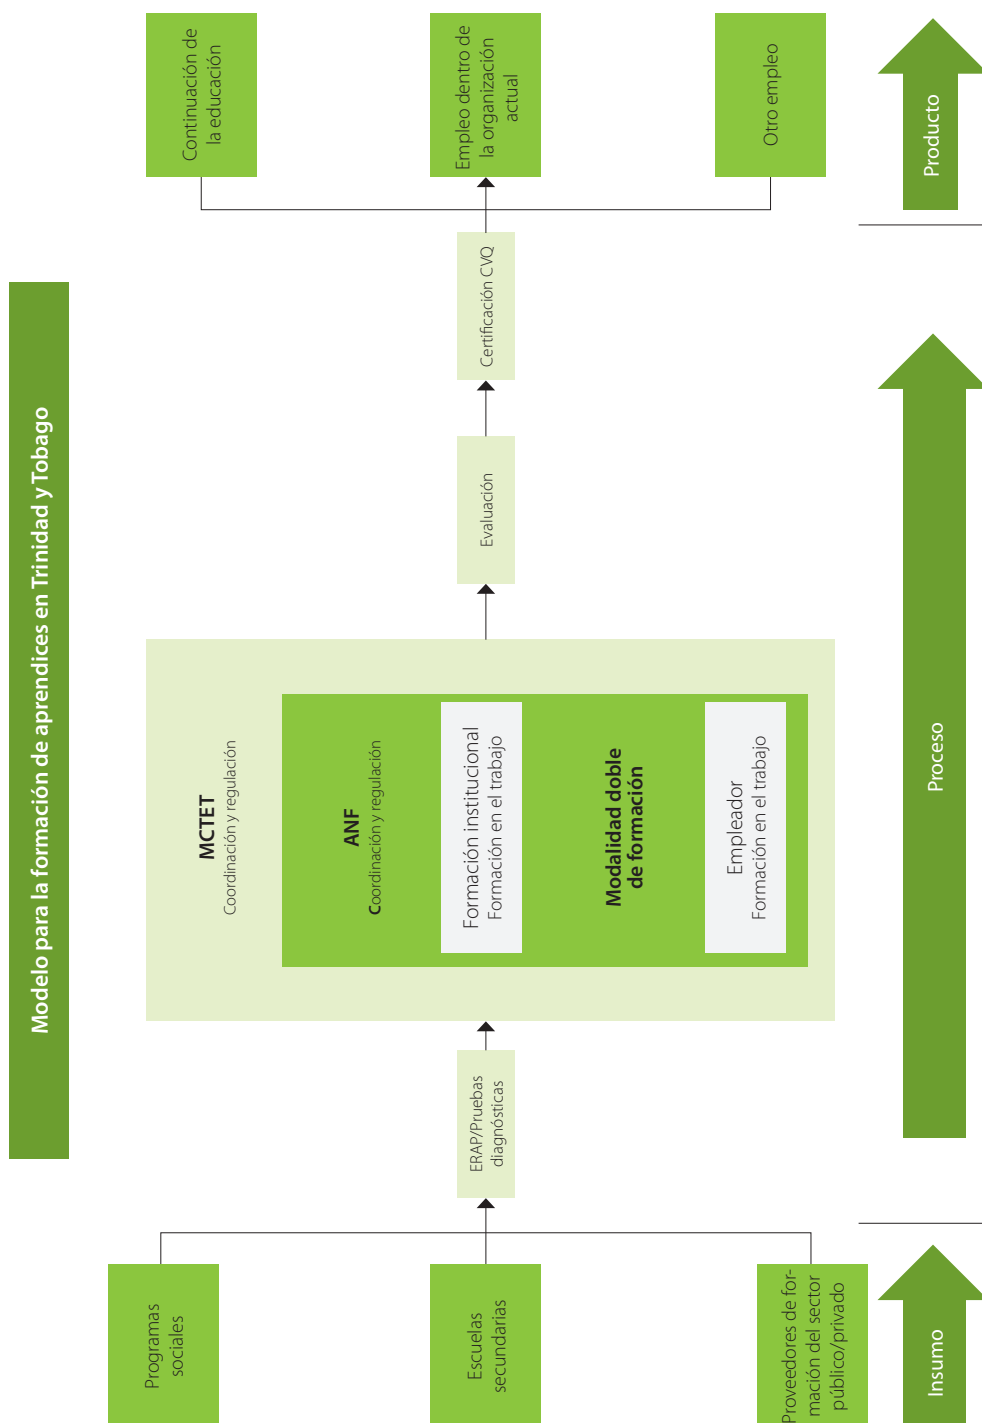 Modelo para la formación de aprendices en Trinidad y Tobago
Programas
sociales
Escuelas
secundarias
Proveedores de for-
mación del sector
público/privado
ERAP/Pruebas
diagnósticas
MCTET
Coordinación y regulación
ANF
Coordinación y regulación
Formación institucional
Formación en el trabajo
Modalidad doble
de formación
Empleador
Formación en el trabajo
Evaluación
Certificación CVQ
Continuación de
la educación
Empleo dentro de
la organización
actual
Otro empleo
Insumo
Proceso
Producto